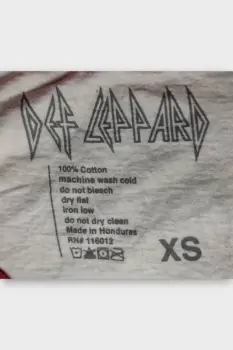 DEF LEPPARD
100% Cotton
machine wash cold
do not bleach
dry flat
iron low
do not dry clean
Made in Honduras
RN# 116012
XS